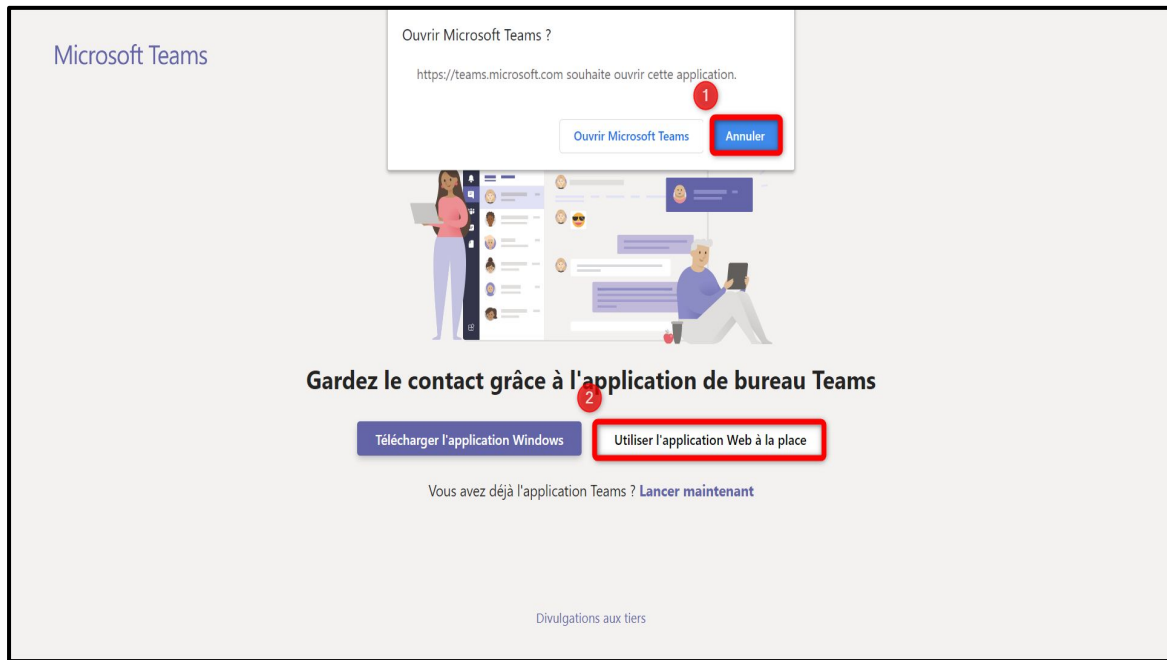 Microsoft Teams
Ouvrir Microsoft Teams ?
https://teams.microsoft.com souhaite ouvrir cette application.
1
Ouvrir Microsoft Teams
Annuler
Gardez le contact grâce à l'application de bureau Teams
2
Télécharger l'application Windows
Utiliser l'application Web à la place
Vous avez déjà l'application Teams ? Lancer maintenant
Divulgations aux tiers